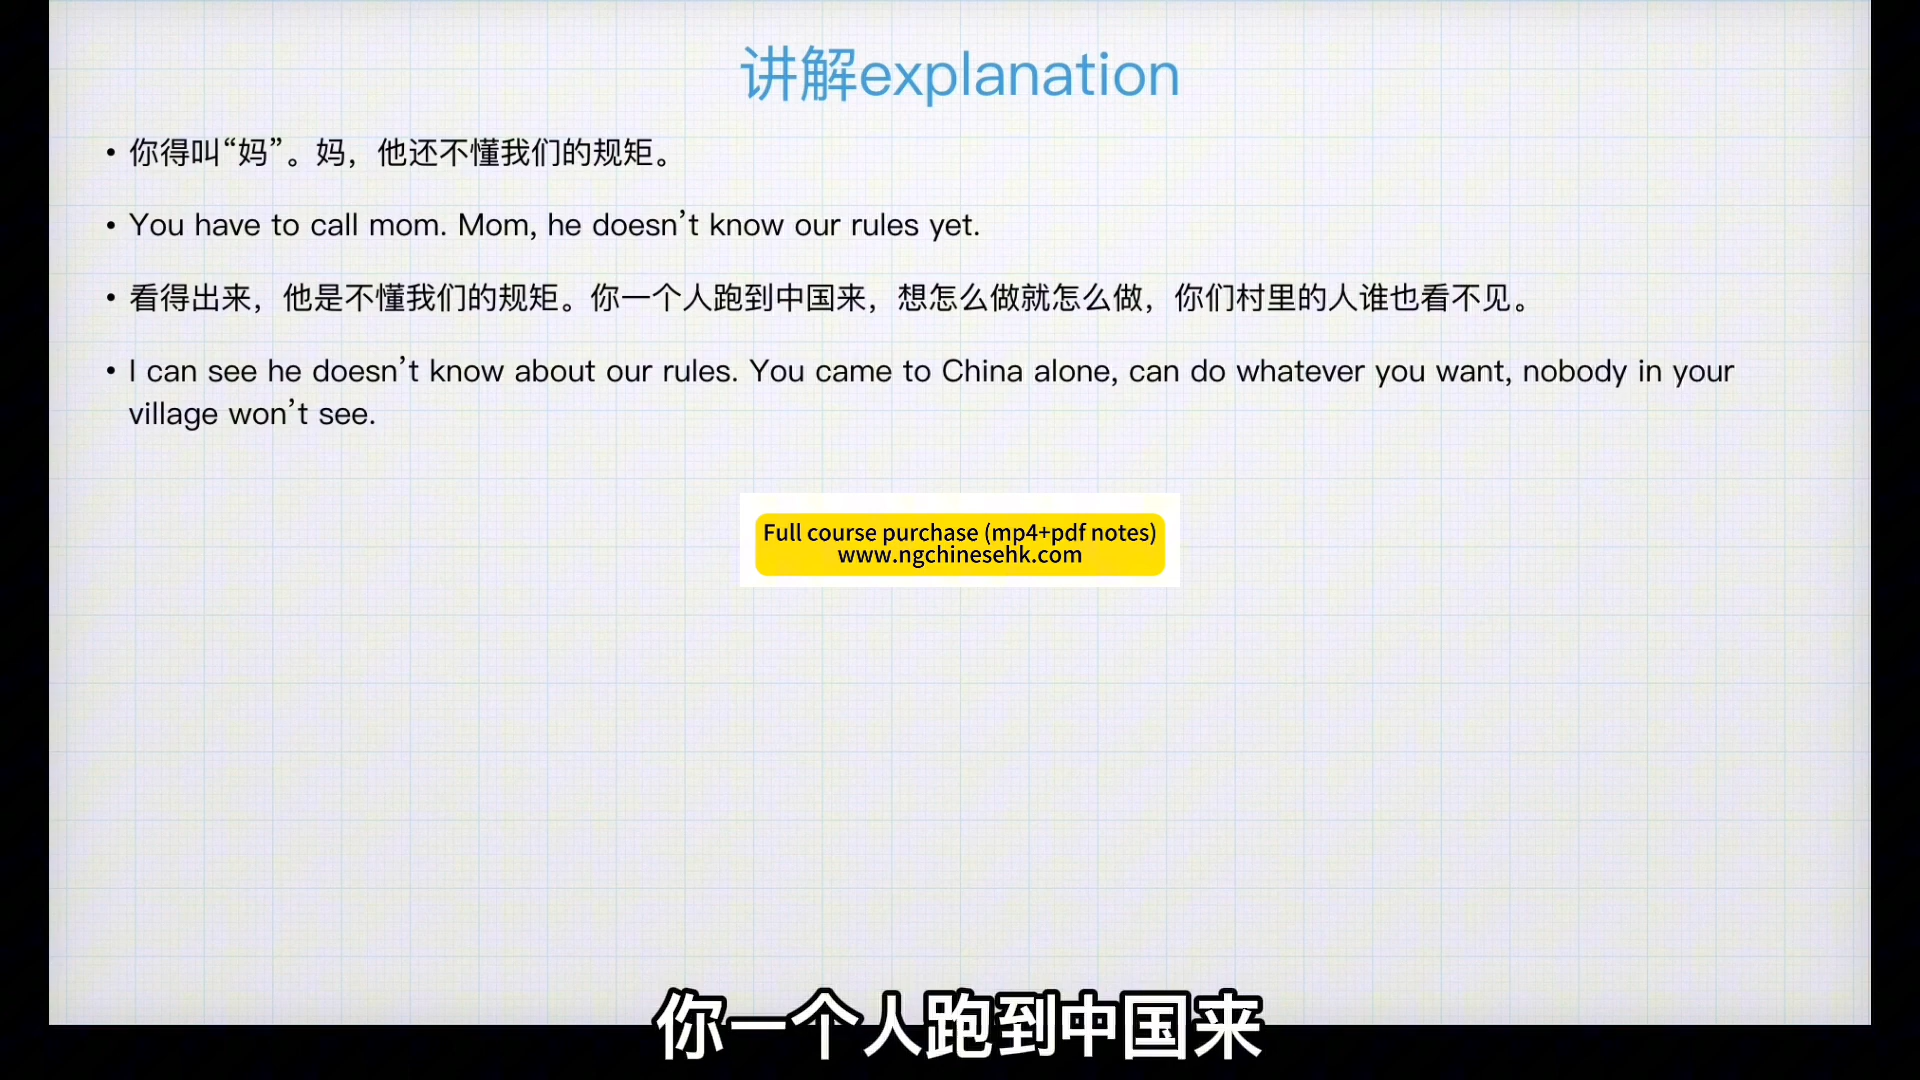 讲解explanation
• 你得叫“妈”。妈，他还不懂我们的规矩。
• You have to call mom. Mom, he doesn’t know our rules yet.
• 看得出来，他是不懂我们的规矩。你一个人跑到中国来，想怎么做就怎么做，你们村里的人谁也看不见。
• I can see he doesn’t know about our rules. You came to China alone, can do whatever you want, nobody in your
village won’t see.
Full course purchase (mp4+pdf notes)
www.ngchinesehk.com
你一个人跑到中国来